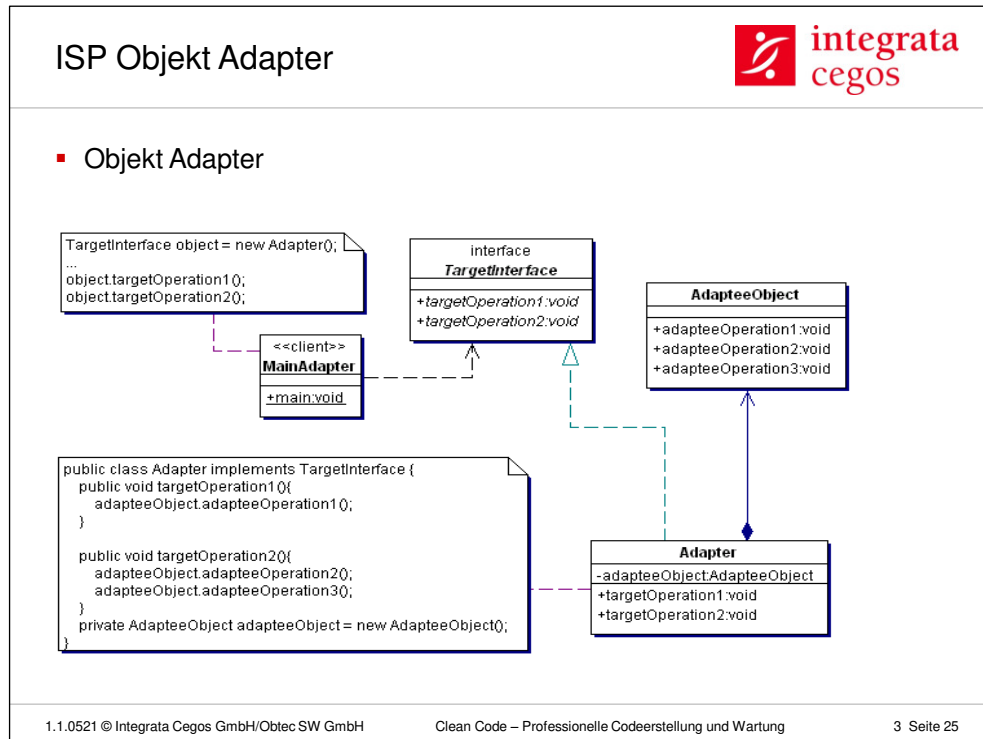 ISP Objekt Adapter
integrata
cegos
▪ Objekt Adapter
TargetInterface object = new Adapter();
...
object.targetOperation1();
object.targetOperation2();
interface
TargetInterface
+targetOperation1:void
+targetOperation2:void
AdapteeObject
+adapteeOperation1:void
+adapteeOperation2:void
+adapteeOperation3:void
<<client>>
MainAdapter
+main:void
public class Adapter implements TargetInterface {
public void targetOperation1(){
adapteeObject.adapteeOperation1();
}
public void targetOperation2(){
adapteeObject.adapteeOperation2();
adapteeObject.adapteeOperation3();
}
private AdapteeObject adapteeObject = new AdapteeObject();
}
Adapter
-adapteeObject:AdapteeObject
+targetOperation1:void
+targetOperation2:void
1.1.0521 © Integrata Cegos GmbH/Obtec SW GmbH
Clean Code – Professionelle Codeerstellung und Wartung
3 Seite 25